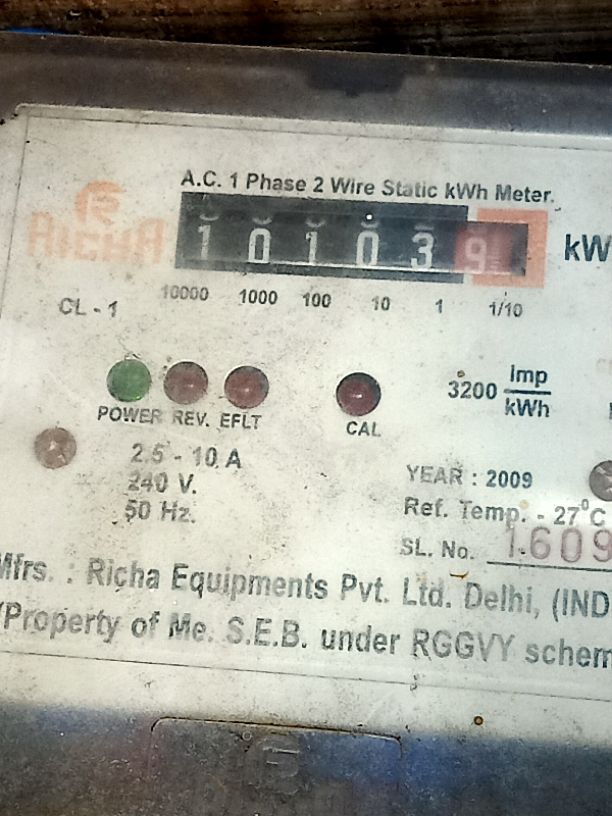 A.C. 1 Phase 2 Wire Static kWh Meter.
RICHA
1 0 1 0 3 9 kW
10000 1000 100 10 1 1/10
CL - 1
POWER REV. EFLT
CAL
3200 Imp/kWh
2.5 - 10 A
240 V.
50 Hz.
YEAR : 2009
Ref. Temp. - 27°C
SL. No. 1609
Mfrs. : Richa Equipments Pvt. Ltd. Delhi, (IND
(Property of Me. S.E.B. under RGGVY schem